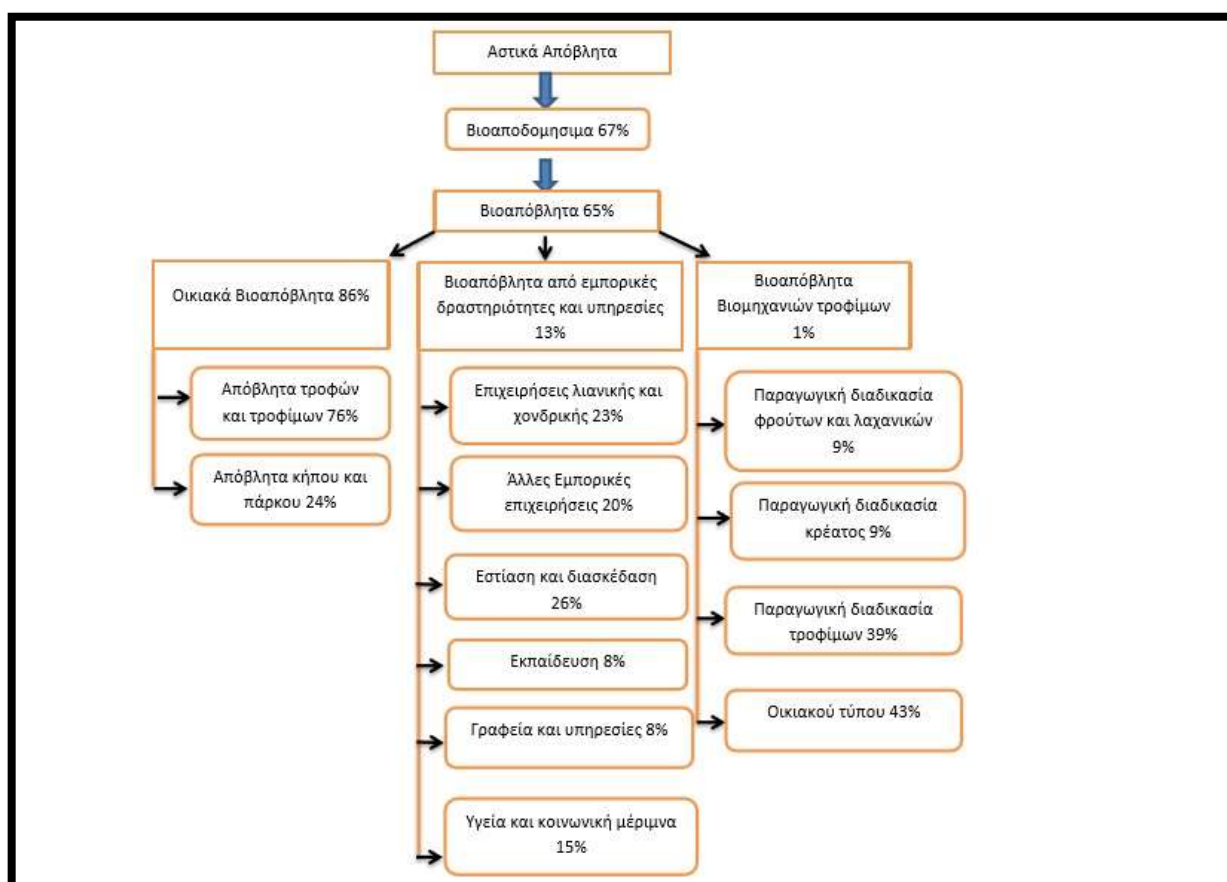 Αστικά Απόβλητα
Βιοαποδομησιμα 67%
Βιοαπόβλητα 65%
Οικιακά Βιοαπόβλητα 86%
Απόβλητα τροφών
και τροφίμων 76%
Απόβλητα κήπου και
πάρκου 24%
Βιοαπόβλητα από εμπορικές
δραστηριότητες και υπηρεσίες
13%
Επιχειρήσεις λιανικής και
χονδρικής 23%
Άλλες Εμπορικές
επιχειρήσεις 20%
Εστίαση και διασκέδαση
26%
Εκπαίδευση 8%
Γραφεία και υπηρεσίες 8%
Υγεία και κοινωνική μέριμνα
15%
Βιοαπόβλητα
Βιομηχανιών τροφίμων
1%
Παραγωγική διαδικασία
φρούτων και λαχανικών
9%
Παραγωγική διαδικασία
κρέατος 9%
Παραγωγική διαδικασία
τροφίμων 39%
Οικιακού τύπου 43%